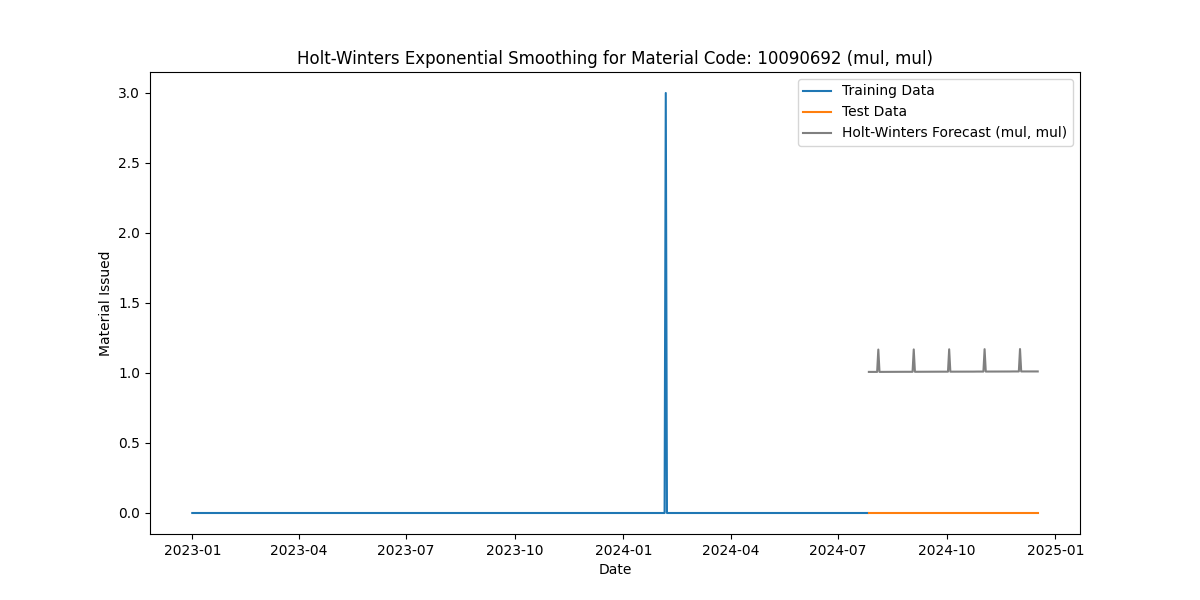 Holt-Winters Exponential Smoothing for Material Code: 10090692 (mul, mul)
Training Data
Test Data
Holt-Winters Forecast (mul, mul)
Material Issued
3.0
2.5
2.0
1.5
1.0
0.5
0.0
2023-01 2023-04 2023-07 2023-10 2024-01 2024-04 2024-07 2024-10 2025-01
Date